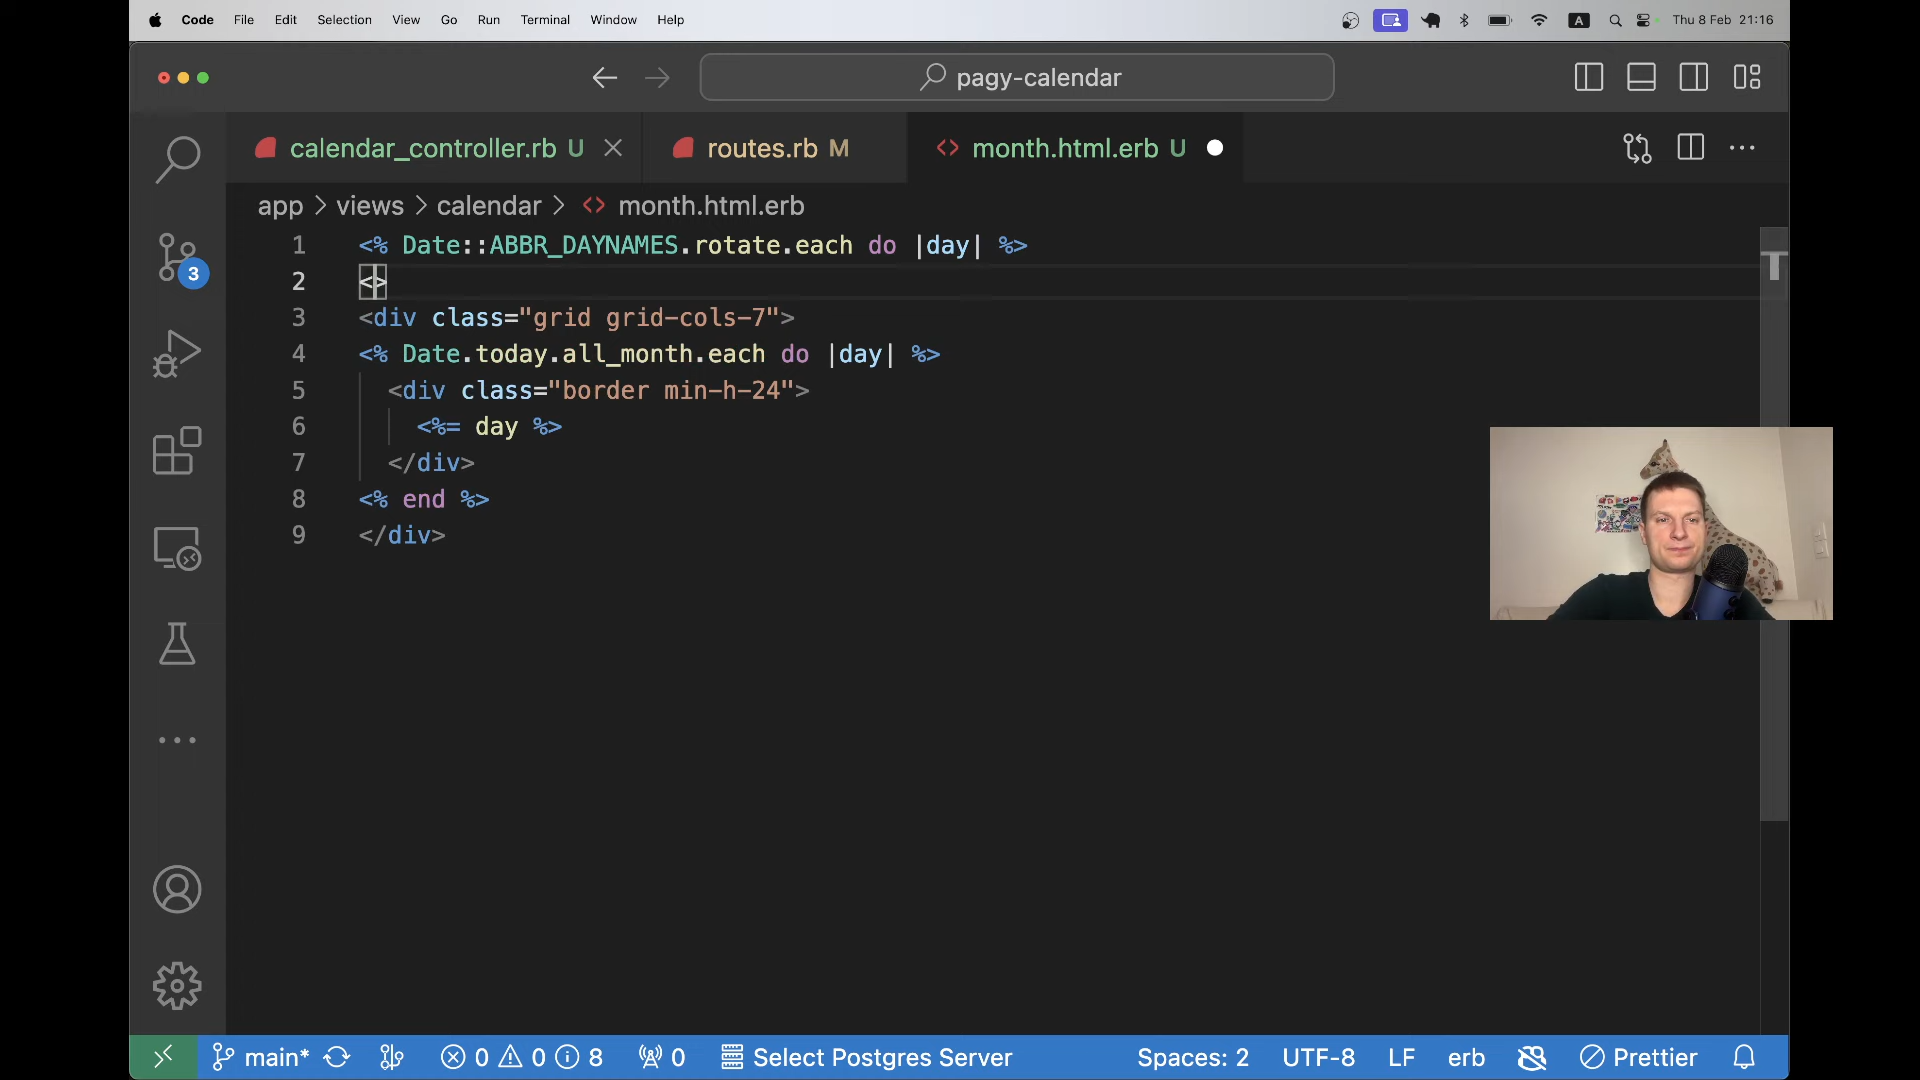 Code File Edit Selection View Go Run Terminal Window Help A Thu 8 Feb 21:16
pagy-calendar
calendar_controller.rb U routes.rb M <> month.html.erb U
app > views > calendar > <> month.html.erb
1 <% Date::ABBR_DAYNAMES.rotate.each do |day| %>
2 <>
3 <div class="grid grid-cols-7">
4 <% Date.today.all_month.each do |day| %>
5 <div class="border min-h-24">
6 <%= day %>
7 </div>
8 <% end %>
9 </div>
3
main* 0 0 8 0 Select Postgres Server Spaces: 2 UTF-8 LF erb Prettier